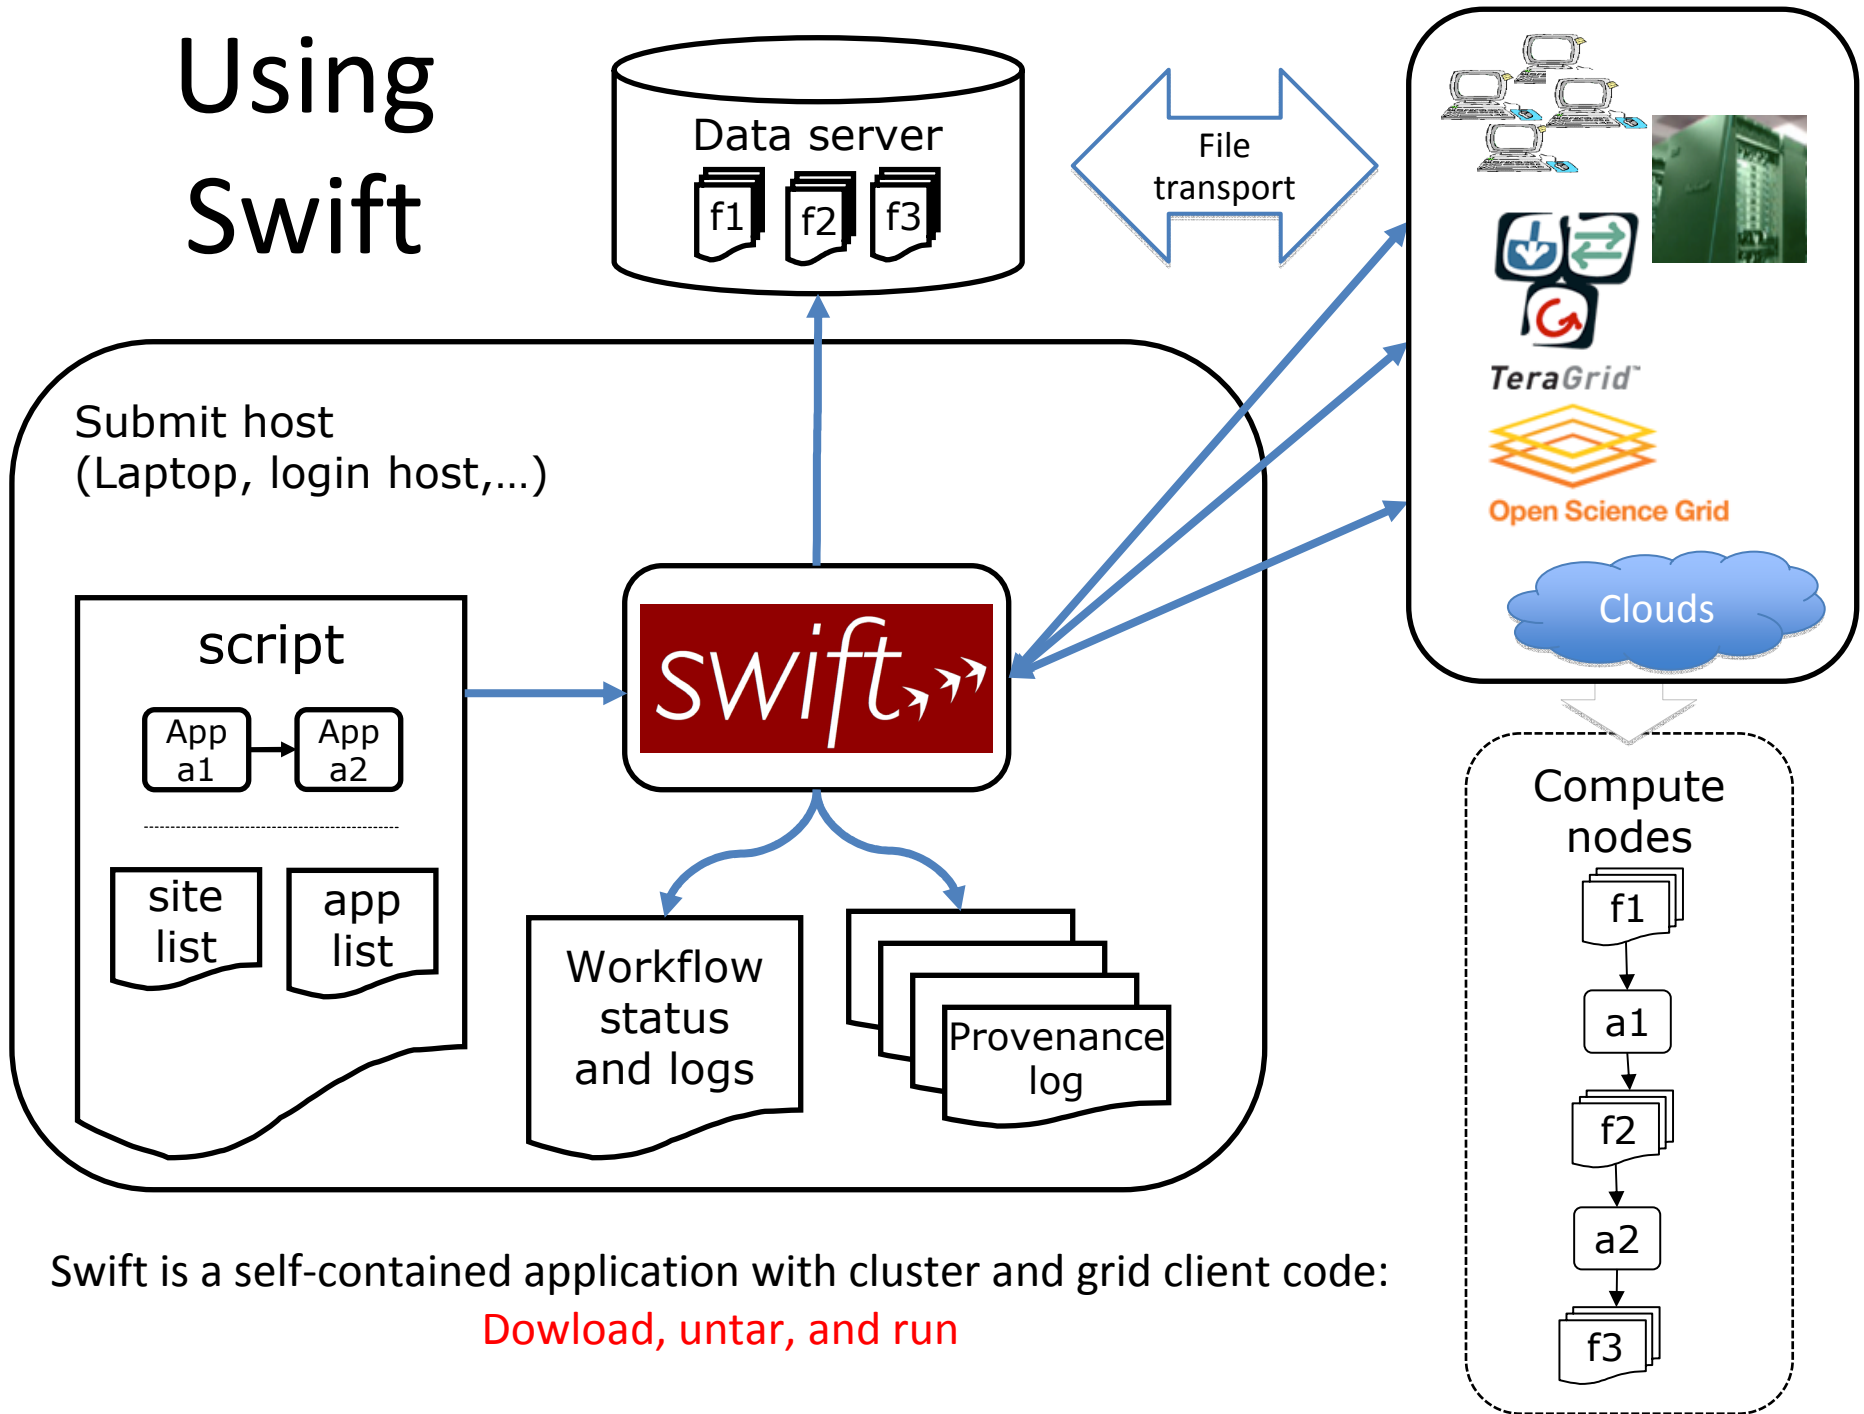 Using
Swift
Data server
f1
f2
f3
File
transport
TeraGrid™
Open Science Grid
Clouds
Submit host
(Laptop, login host,...)
script
App
a1
App
a2
site
list
app
list
swift
Workflow
status
and logs
Provenance
log
Compute
nodes
f1
a1
f2
a2
f3
Swift is a self-contained application with cluster and grid client code:
Dowload, untar, and run